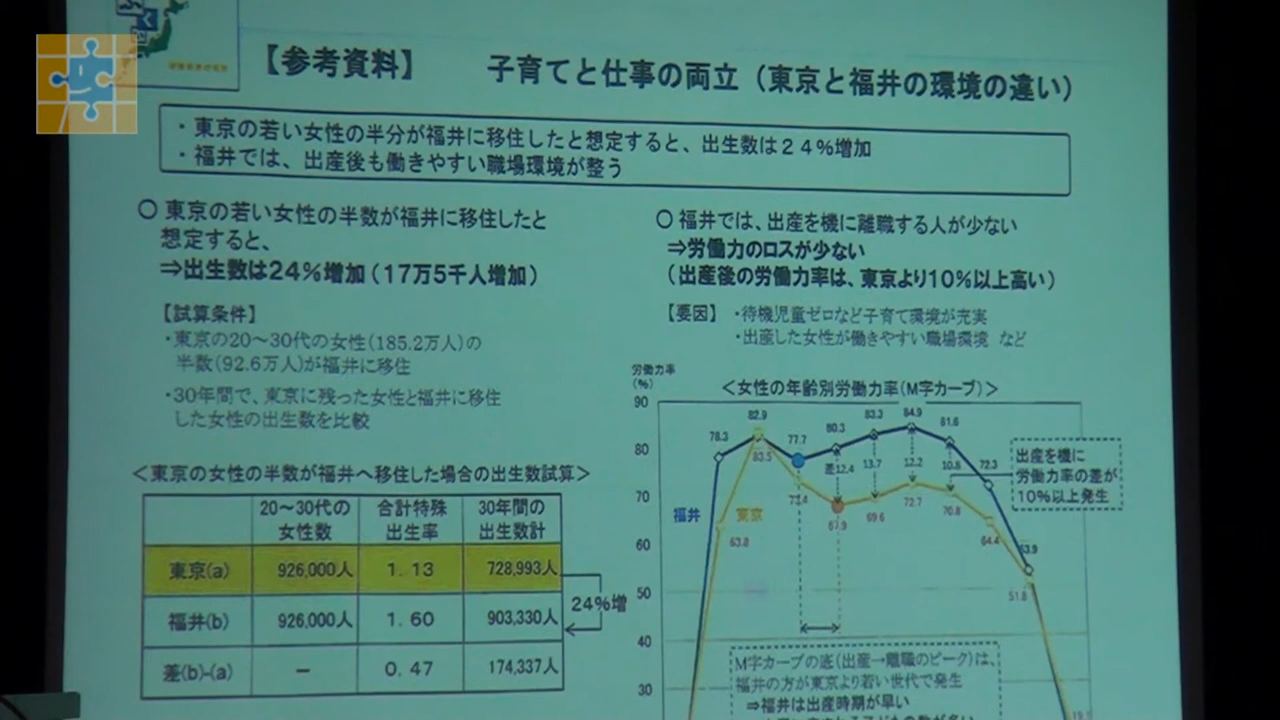 【参考資料】 子育てと仕事の両立（東京と福井の環境の違い）
・東京の若い女性の半分が福井に移住したと想定すると、出生数は２４％増加
・福井では、出産後も働きやすい職場環境が整う
○ 東京の若い女性の半数が福井に移住したと
想定すると、
⇒出生数は24％増加（17万5千人増加）
【試算条件】
・東京の20～30代の女性（185.2万人）の
半数（92.6万人）が福井に移住
・30年間で、東京に残った女性と福井に移住
した女性の出生数を比較
＜東京の女性の半数が福井へ移住した場合の出生数試算＞
20～30代の女性数 合計特殊出生率 30年間の出生数計
東京(a) 926,000人 1.13 728,993人
福井(b) 926,000人 1.60 903,330人
差(b)-(a) － 0.47 174,337人
24％増
○ 福井では、出産を機に離職する人が少ない
⇒労働力のロスが少ない
（出産後の労働力率は、東京より10％以上高い）
【要因】 ・待機児童ゼロなど子育て環境が充実
・出産した女性が働きやすい職場環境 など
労働力率
（％）
＜女性の年齢別労働力率（M字カーブ）＞
90
80
70
60
50
40
30
78.3 82.9 77.7 80.3 83.3 84.9 81.6 72.3 53.9
差12.4 13.7 12.2 10.8
63.8 83.5 67.9 69.6 72.7 70.8 64.4 51.8
福井 東京
出産を機に
労働力率の差が
10％以上発生
M字カーブの底（出産→離職のピーク）は、
福井の方が東京より若い世代で発生
⇒福井は出産時期が早い